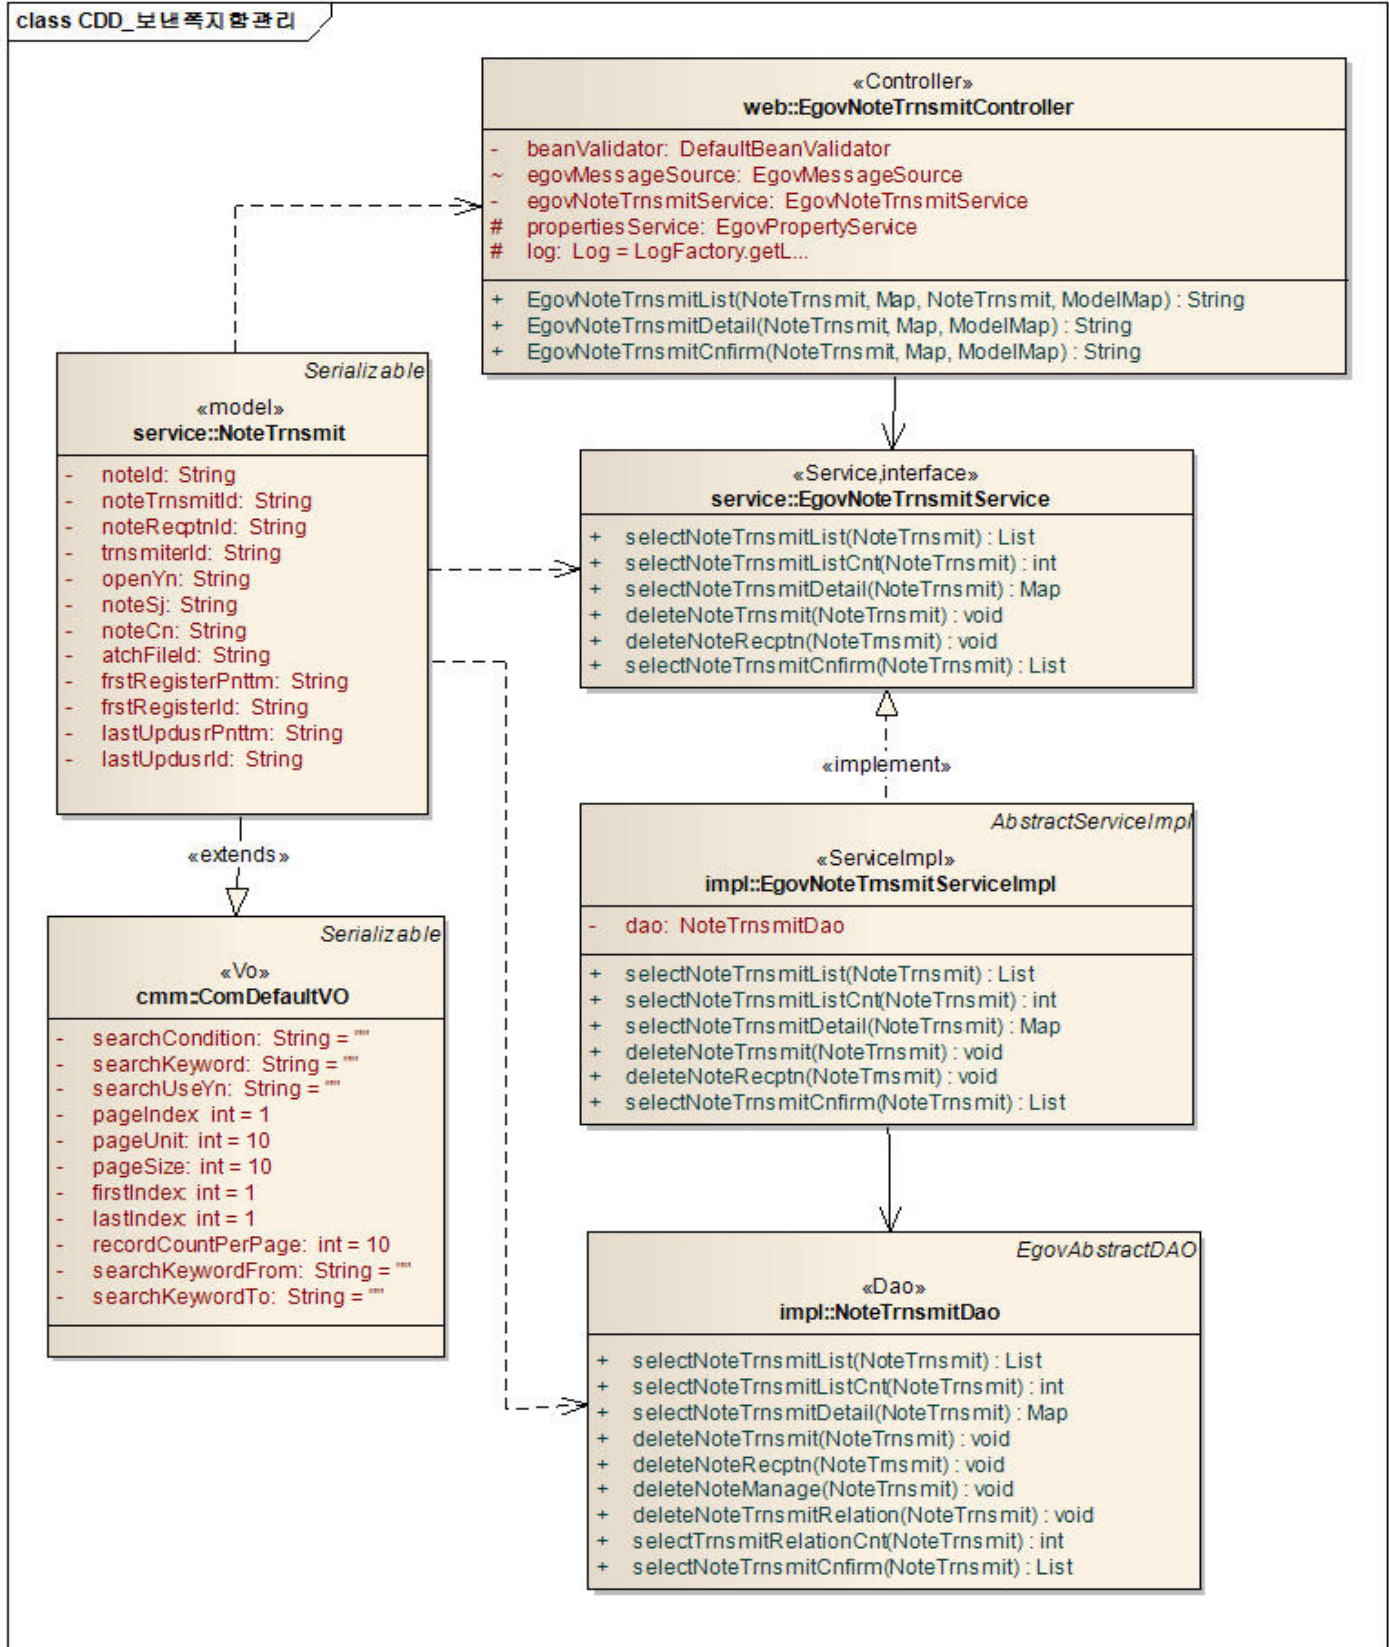 class CDD_보낸쪽지함관리
«Controller»
web::EgovNoteTrnsmitController
- beanValidator: DefaultBeanValidator
~ egovMessageSource: EgovMessageSource
- egovNoteTrnsmitService: EgovNoteTrnsmitService
# propertiesService: EgovPropertyService
# log: Log = LogFactory.getL...
+ EgovNoteTrnsmitList(NoteTrnsmit, Map, NoteTrnsmit, ModelMap) : String
+ EgovNoteTrnsmitDetail(NoteTrnsmit, Map, ModelMap) : String
+ EgovNoteTrnsmitCnfirm(NoteTrnsmit, Map, ModelMap) : String
Serializable
«model»
service::NoteTrnsmit
- noteId: String
- noteTrnsmitId: String
- noteRecptnId: String
- trnsmiterId: String
- openYn: String
- noteSj: String
- noteCn: String
- atchFileId: String
- frstRegisterPnttm: String
- frstRegisterId: String
- lastUpdusrPnttm: String
- lastUpdusrId: String
«Service,interface»
service::EgovNoteTrnsmitService
+ selectNoteTrnsmitList(NoteTrnsmit) : List
+ selectNoteTrnsmitListCnt(NoteTrnsmit) : int
+ selectNoteTrnsmitDetail(NoteTrnsmit) : Map
+ deleteNoteTrnsmit(NoteTrnsmit) : void
+ deleteNoteRecptn(NoteTrnsmit) : void
+ selectNoteTrnsmitCnfirm(NoteTrnsmit) : List
«implement»
«extends»
AbstractServiceImpl
«ServiceImpl»
impl::EgovNoteTrnsmitServiceImpl
- dao: NoteTrnsmitDao
+ selectNoteTrnsmitList(NoteTrnsmit) : List
+ selectNoteTrnsmitListCnt(NoteTrnsmit) : int
+ selectNoteTrnsmitDetail(NoteTrnsmit) : Map
+ deleteNoteTrnsmit(NoteTrnsmit) : void
+ deleteNoteRecptn(NoteTrnsmit) : void
+ selectNoteTrnsmitCnfirm(NoteTrnsmit) : List
Serializable
«Vo»
cmm::ComDefaultVO
- searchCondition: String = ""
- searchKeyword: String = ""
- searchUseYn: String = ""
- pageIndex: int = 1
- pageUnit: int = 10
- pageSize: int = 10
- firstIndex: int = 1
- lastIndex: int = 1
- recordCountPerPage: int = 10
- searchKeywordFrom: String = ""
- searchKeywordTo: String = ""
EgovAbstractDAO
«Dao»
impl::NoteTrnsmitDao
+ selectNoteTrnsmitList(NoteTrnsmit) : List
+ selectNoteTrnsmitListCnt(NoteTrnsmit) : int
+ selectNoteTrnsmitDetail(NoteTrnsmit) : Map
+ deleteNoteTrnsmit(NoteTrnsmit) : void
+ deleteNoteRecptn(NoteTrnsmit) : void
+ deleteNoteManage(NoteTrnsmit) : void
+ deleteNoteTrnsmitRelation(NoteTrnsmit) : void
+ selectTrnsmitRelationCnt(NoteTrnsmit) : int
+ selectNoteTrnsmitCnfirm(NoteTrnsmit) : List